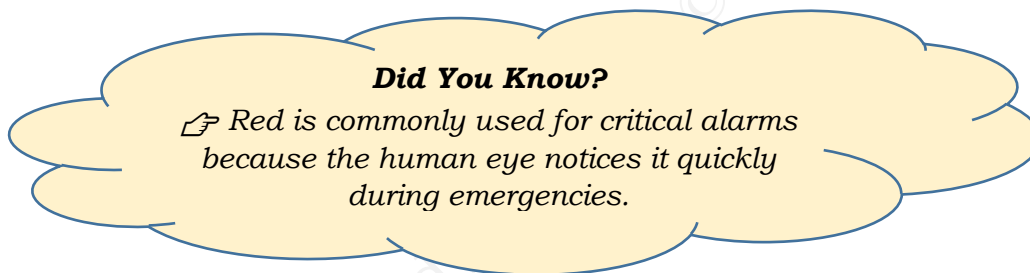 Did You Know?
☞ Red is commonly used for critical alarms
because the human eye notices it quickly
during emergencies.